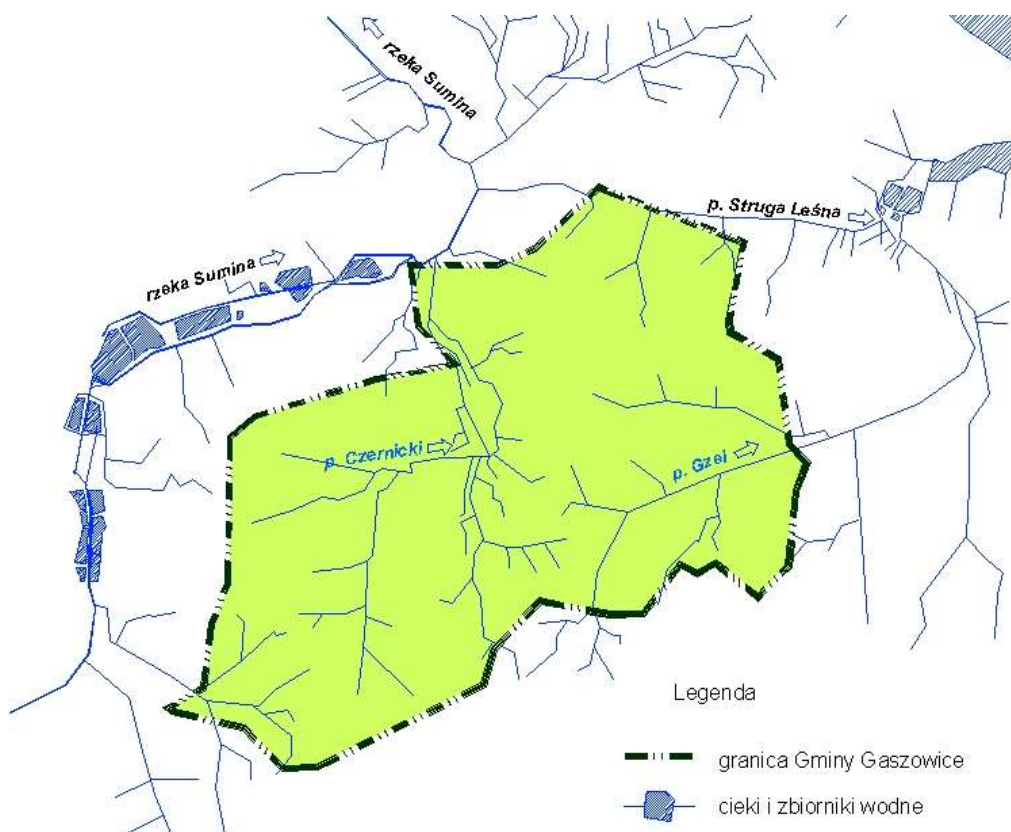 rzeka Sumina
p. Struga Leśna
rzeka Sumina
p. Czernicki
p. Gzel
Legenda
granica Gminy Gaszowice
cieki i zbiorniki wodne